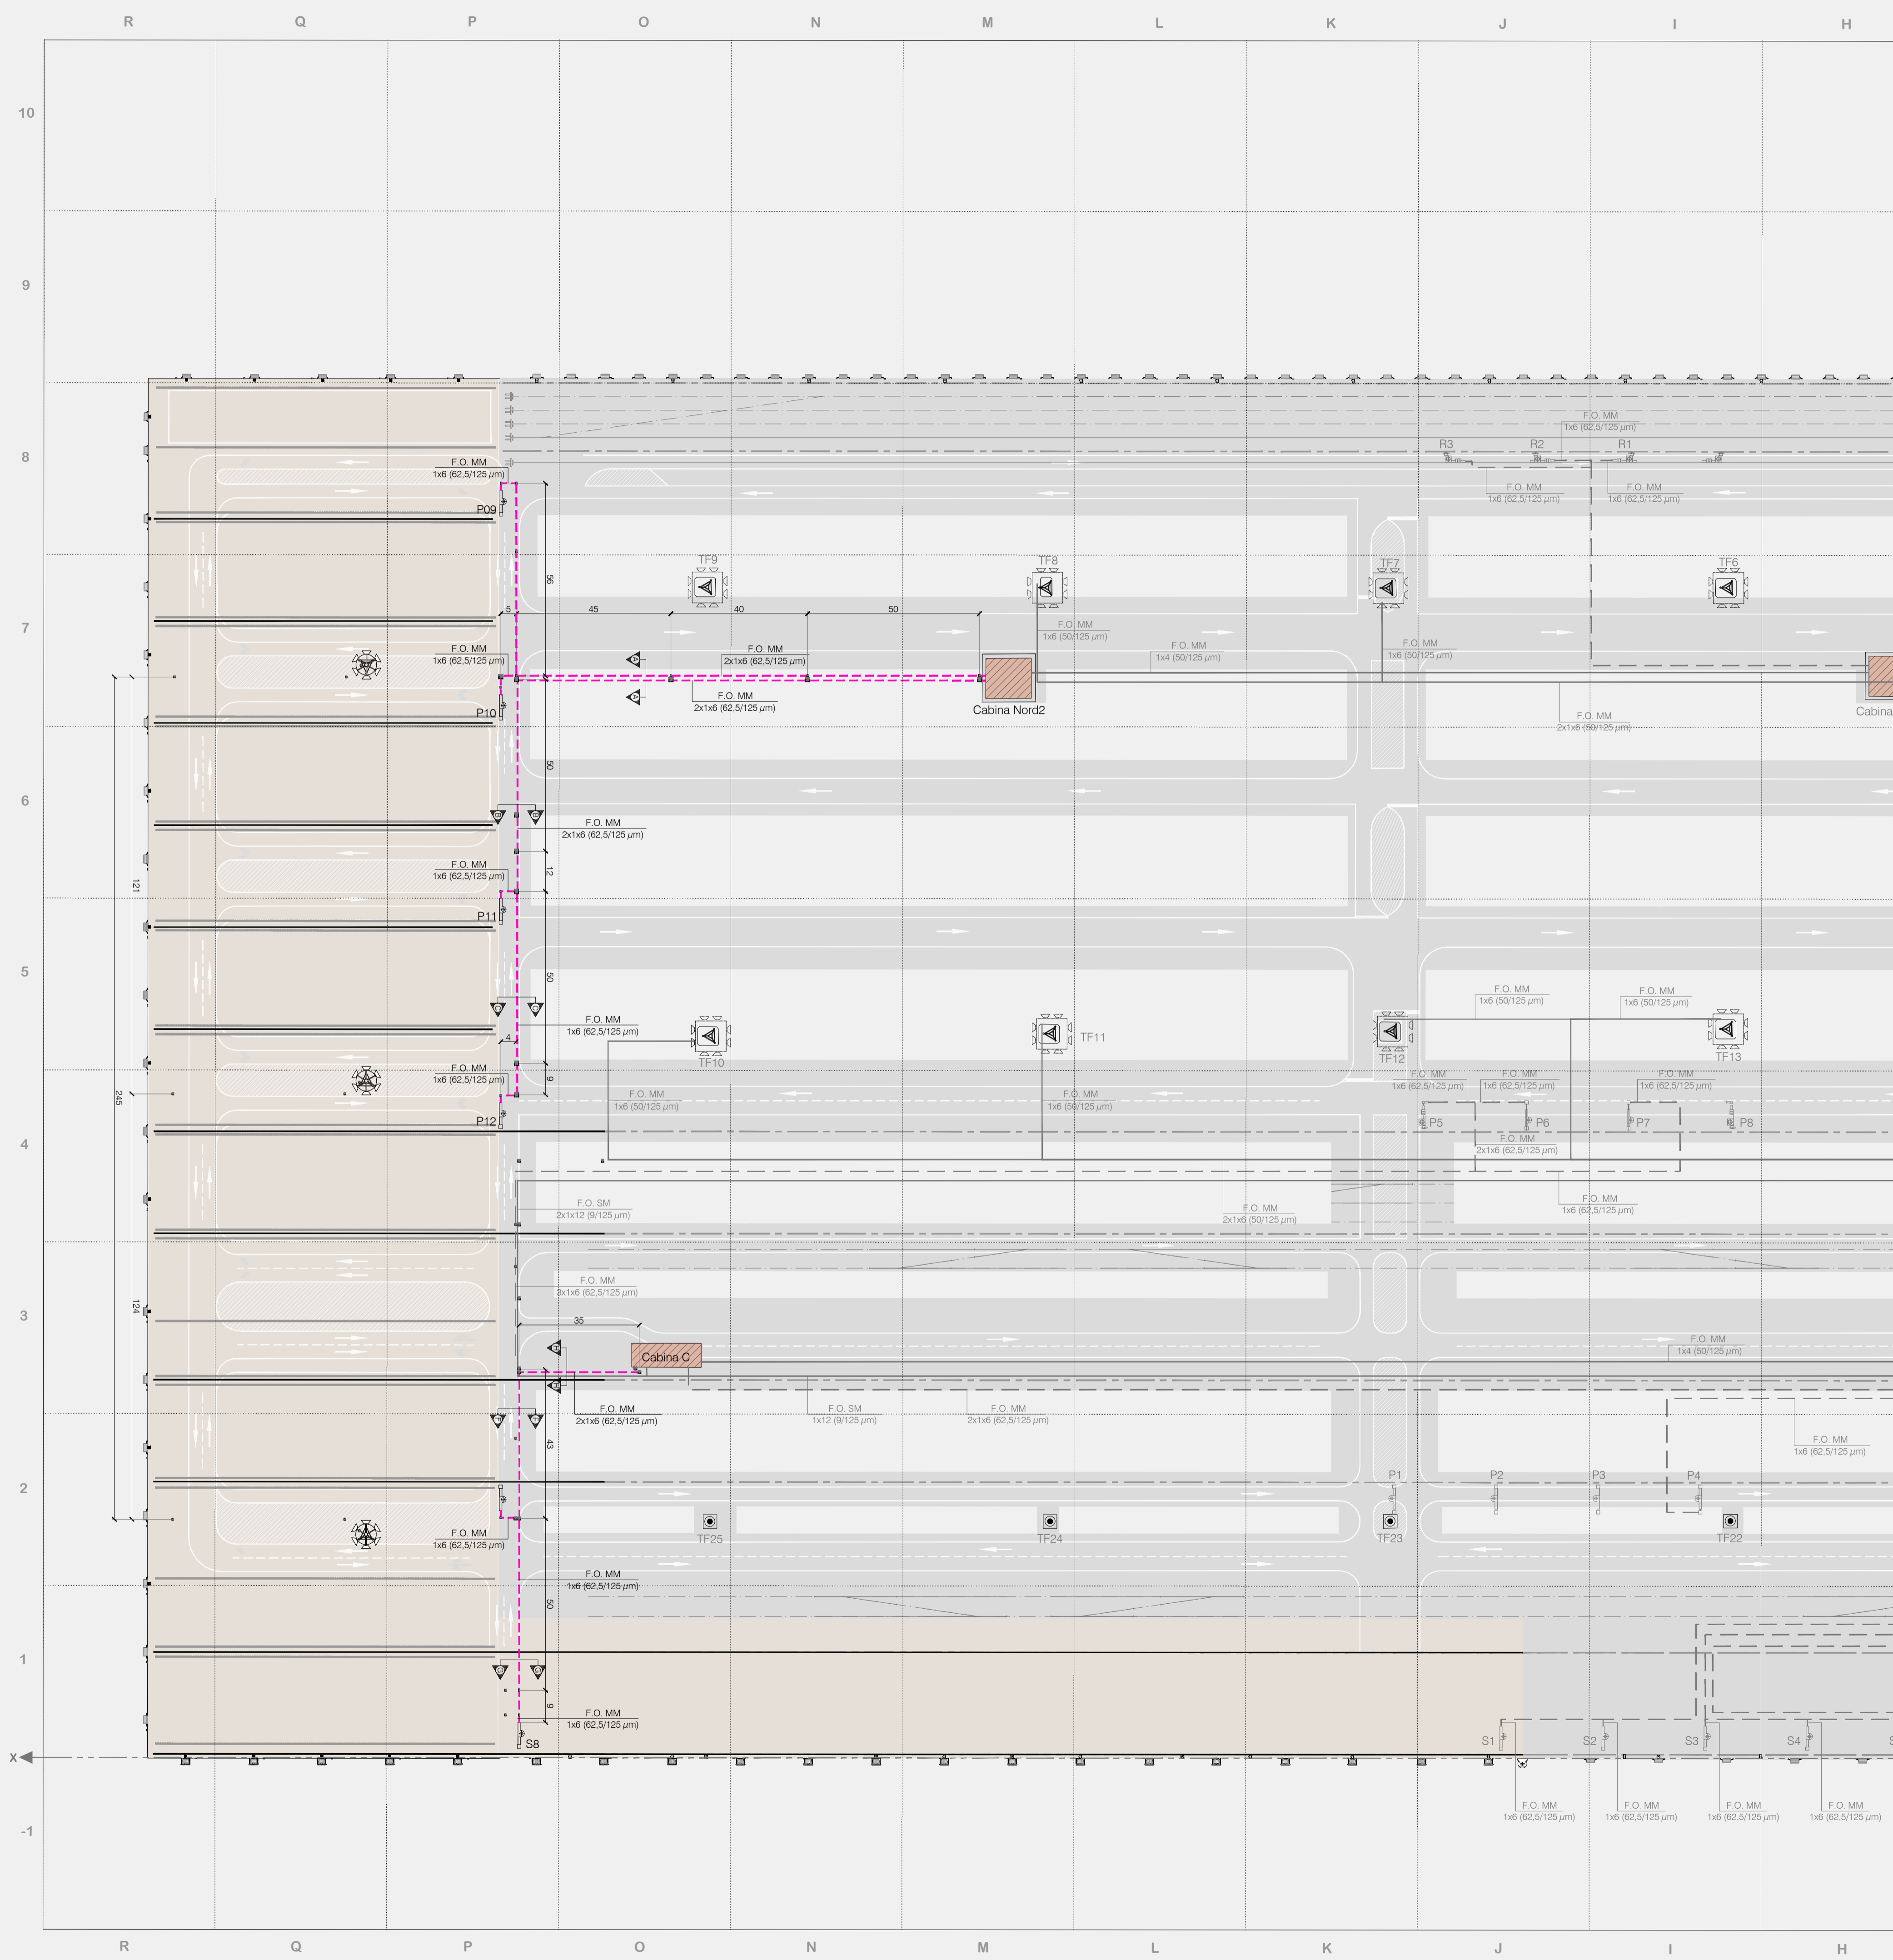 R Q P O N M L K J I H
10
9
8
7
6
5
4
3
2
1
-1
X
F.O. MM
1x6 (62,5/125 µm)
R3 R2 R1
F.O. MM
1x6 (62,5/125 µm)
F.O. MM
1x6 (62,5/125 µm)
F.O. MM
1x6 (62,5/125 µm)
P09
TF9 TF8 TF7 TF6
56
5 45 40 50
F.O. MM
1x6 (50/125 µm)
F.O. MM
1x4 (50/125 µm)
F.O. MM
1x6 (50/125 µm)
F.O. MM
1x6 (62,5/125 µm)
F.O. MM
2x1x6 (62,5/125 µm)
A
A
F.O. MM
2x1x6 (62,5/125 µm)
P10
Cabina Nord2
Cabina
F.O. MM
2x1x6 (50/125 µm)
50
B B
F.O. MM
2x1x6 (62,5/125 µm)
F.O. MM
1x6 (62,5/125 µm)
12
121
P11
50
C C
F.O. MM
1x6 (62,5/125 µm)
F.O. MM
1x6 (50/125 µm)
F.O. MM
1x6 (50/125 µm)
4
TF10 TF11 TF12 TF13
F.O. MM
1x6 (62,5/125 µm)
9
F.O. MM
1x6 (50/125 µm)
F.O. MM
1x6 (50/125 µm)
F.O. MM
1x6 (62,5/125 µm)
F.O. MM
1x6 (62,5/125 µm)
F.O. MM
1x6 (62,5/125 µm)
245
P12
P5 P6 P7 P8
F.O. MM
2x1x6 (62,5/125 µm)
F.O. SM
2x1x12 (9/125 µm)
F.O. MM
2x1x6 (50/125 µm)
F.O. MM
1x6 (62,5/125 µm)
F.O. MM
3x1x6 (62,5/125 µm)
124
35
Cabina C
F.O. MM
1x4 (50/125 µm)
F.O. MM
2x1x6 (62,5/125 µm)
F.O. SM
1x12 (9/125 µm)
F.O. MM
2x1x6 (62,5/125 µm)
43
F.O. MM
1x6 (62,5/125 µm)
P1 P2 P3 P4
TF25 TF24 TF23 TF22
F.O. MM
1x6 (62,5/125 µm)
F.O. MM
1x6 (62,5/125 µm)
50
G G
9
F.O. MM
1x6 (62,5/125 µm)
S8
S1 S2 S3 S4
F.O. MM
1x6 (62,5/125 µm)
F.O. MM
1x6 (62,5/125 µm)
F.O. MM
1x6 (62,5/125 µm)
F.O. MM
1x6 (62,5/125 µm)
R Q P O N M L K J I H